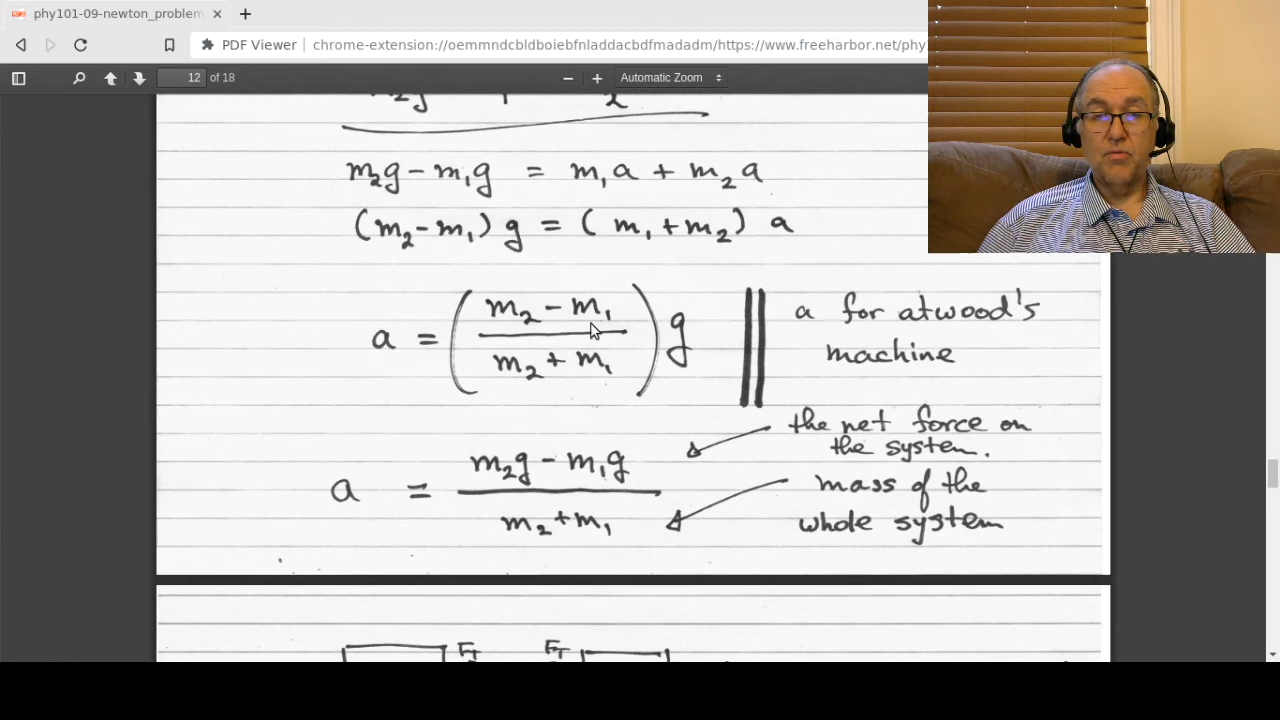 phy101-09-newton_problem
PDF Viewer
chrome-extension://oemmndcbldboiebfnladdacbdfmadadm/https://www.freeharbor.net/phy
12 of 18
Automatic Zoom
m₂g - m₁g = m₁a + m₂a
(m₂-m₁) g = (m₁+m₂) a
a = ((m₂ - m₁)/(m₂ + m₁)) g
a for atwood's
machine
the net force on
the system.
a = (m₂g - m₁g)/(m₂+m₁)
mass of the
whole system
F_T F_T